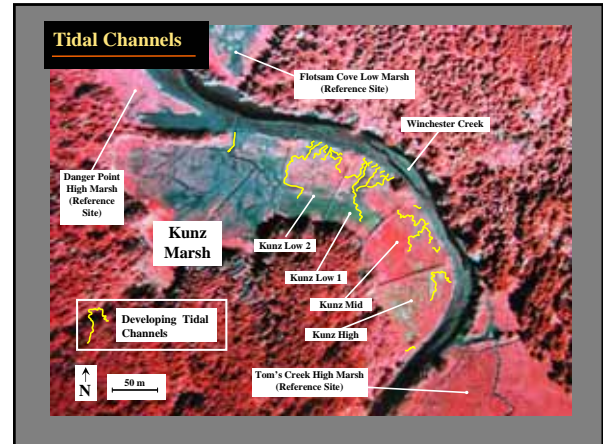 Tidal Channels
Flotsam Cove Low Marsh
(Reference Site)
Winchester Creek
Danger Point
High Marsh
(Reference
Site)
Kunz
Marsh
Kunz Low 2
Kunz Low 1
Kunz Mid
Kunz High
Developing Tidal
Channels
Tom's Creek High Marsh
(Reference Site)
N
50 m